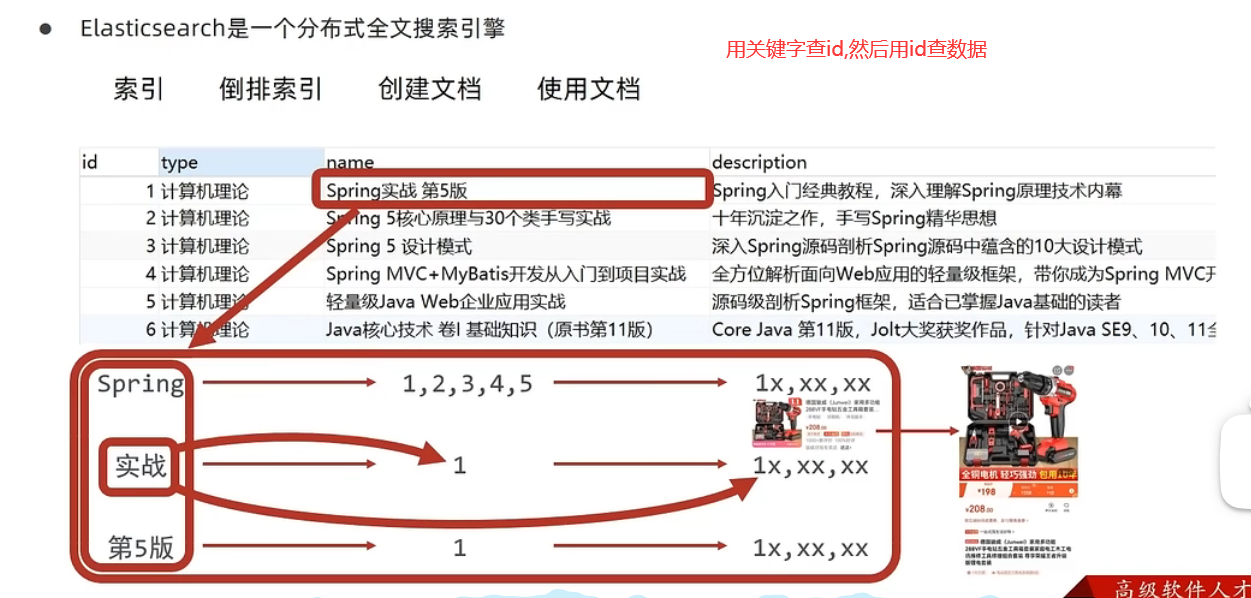 Elasticsearch是一个分布式全文搜索引擎
用关键字查id,然后用id查数据
索引 倒排索引 创建文档 使用文档
id type name description
1 计算机理论 Spring实战 第5版 Spring入门经典教程，深入理解Spring原理技术内幕
2 计算机理论 Spring 5核心原理与30个类手写实战 十年沉淀之作，手写Spring精华思想
3 计算机理论 Spring 5 设计模式 深入Spring源码剖析Spring源码中蕴含的10大设计模式
4 计算机理论 Spring MVC+MyBatis开发从入门到项目实战 全方位解析面向Web应用的轻量级框架，带你成为Spring MVC开
5 计算机理论 轻量级Java Web企业应用实战 源码级剖析Spring框架，适合已掌握Java基础的读者
6 计算机理论 Java核心技术 卷I 基础知识（原书第11版） Core Java 第11版，Jolt大奖获奖作品，针对Java SE9、10、11全
Spring 1,2,3,4,5 1x,xx,xx
¥208
实战 1 1x,xx,xx
全铜电机 轻巧强劲 包用10年
¥198
¥208.00
第5版 1 1x,xx,xx
高级软件人才